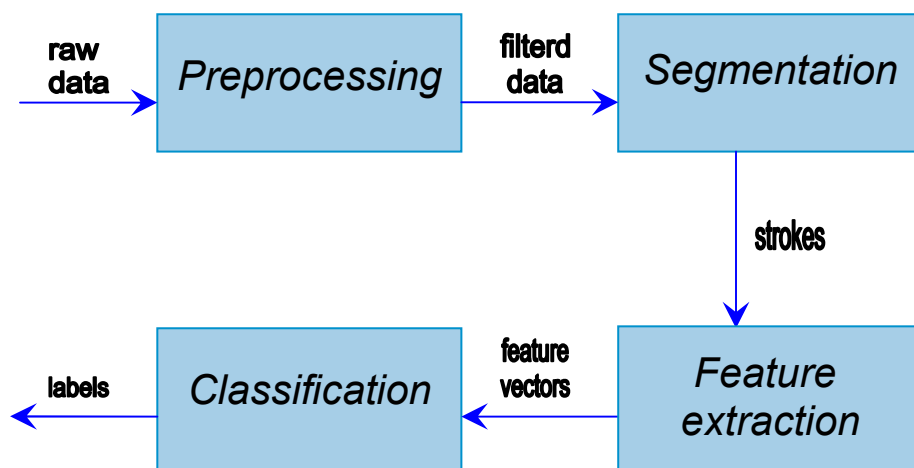 raw
data
Preprocessing
filterd
data
Segmentation
strokes
Feature
extraction
feature
vectors
Classification
labels